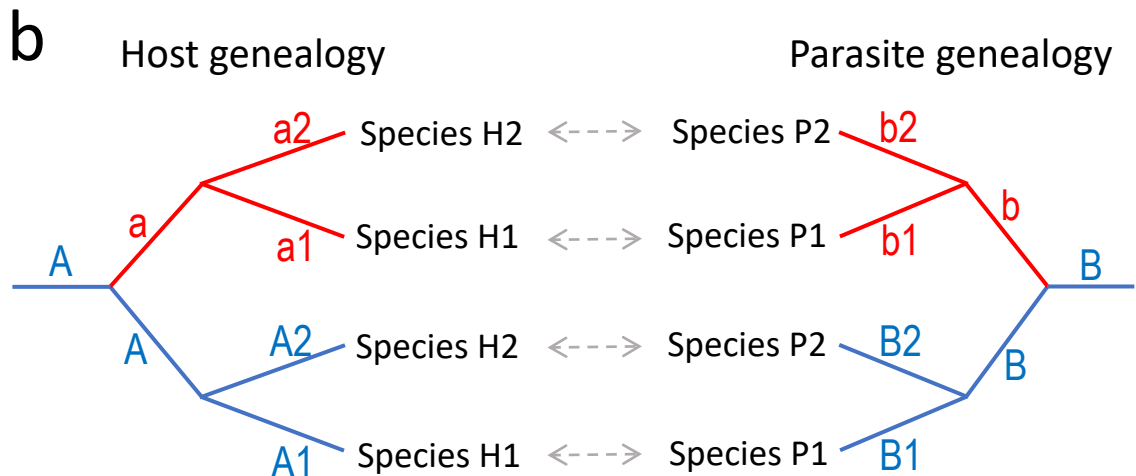 b
Host genealogy Parasite genealogy
a2 Species H2 Species P2 b2
a b
a1 Species H1 Species P1 b1
A B
A A2 Species H2 Species P2 B2 B
A1 Species H1 Species P1 B1